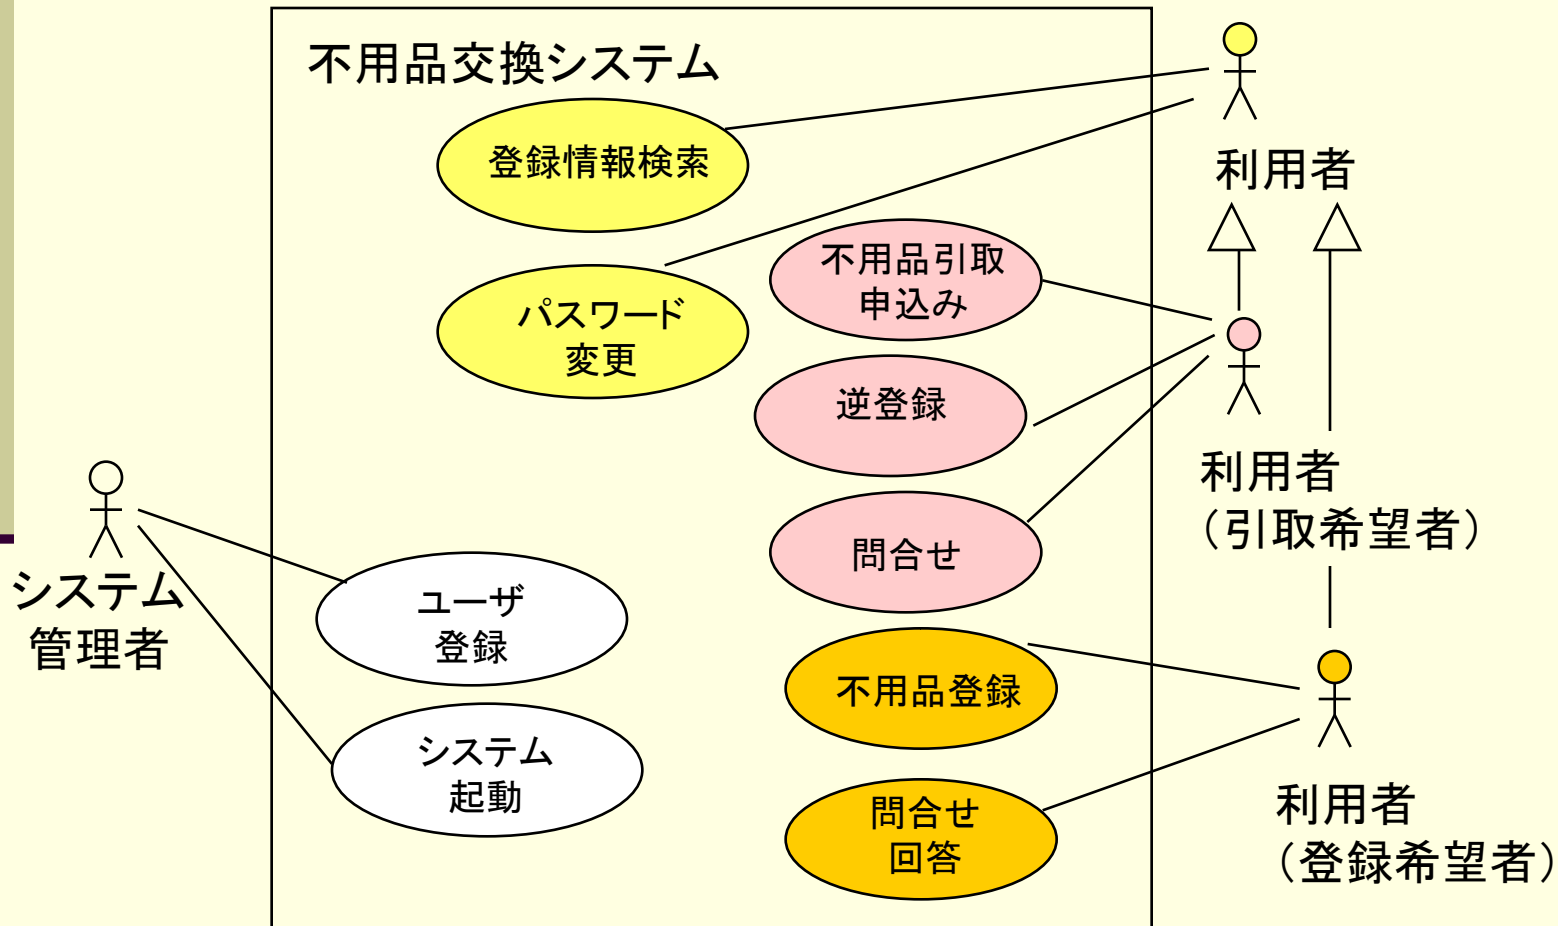 不用品交換システム
登録情報検索
利用者
不用品引取
申込み
パスワード
変更
逆登録
利用者
（引取希望者）
問合せ
システム
管理者
ユーザ
登録
不用品登録
システム
起動
問合せ
回答
利用者
（登録希望者）